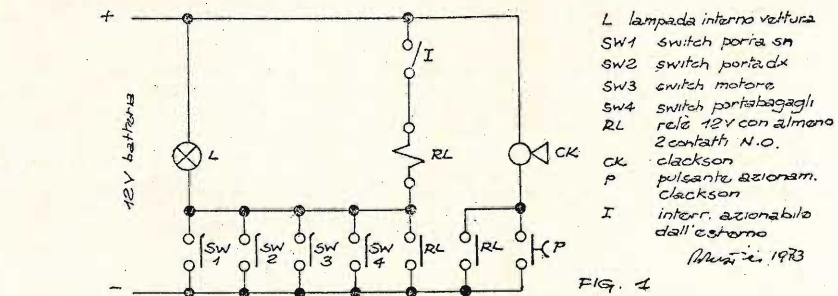 +
I
12V batteria
L
RL
CK
SW 1
SW 2
SW 3
SW 4
RL
RL
P
-
FIG. 1
L lampada interno vettura
SW1 switch porta sn
SW2 switch porta dx
SW3 switch motore
SW4 switch portabagagli
RL relè 12V con almeno
2 contatti N.O.
CK clackson
P pulsante azionam.
clackson
I interr. azionabile
dall'esterno
1973